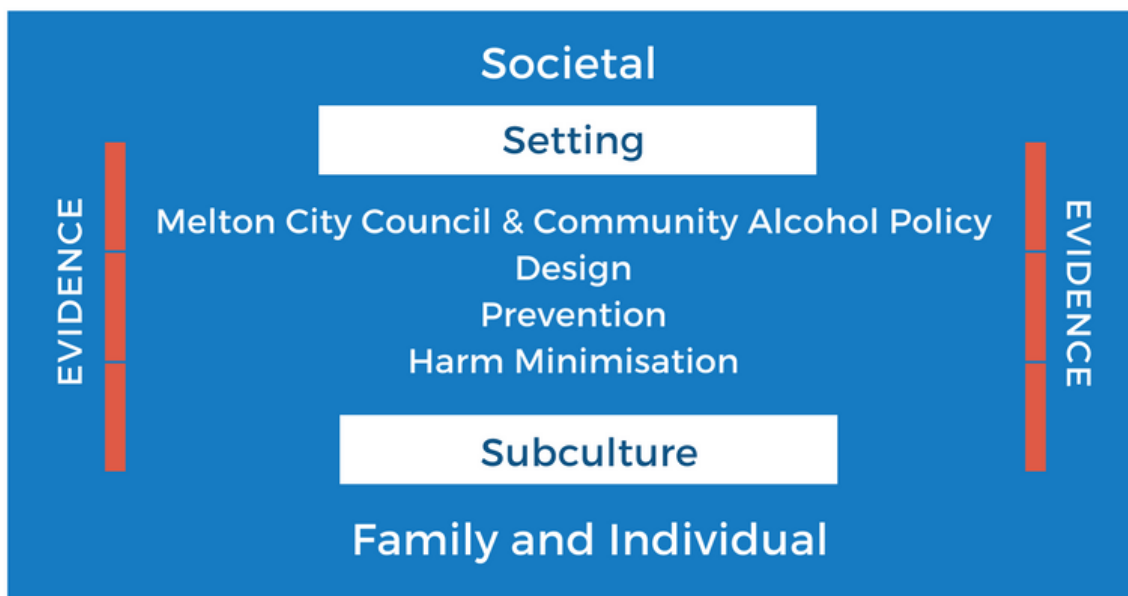 Societal
Setting
EVIDENCE
Melton City Council & Community Alcohol Policy
Design
Prevention
Harm Minimisation
EVIDENCE
Subculture
Family and Individual